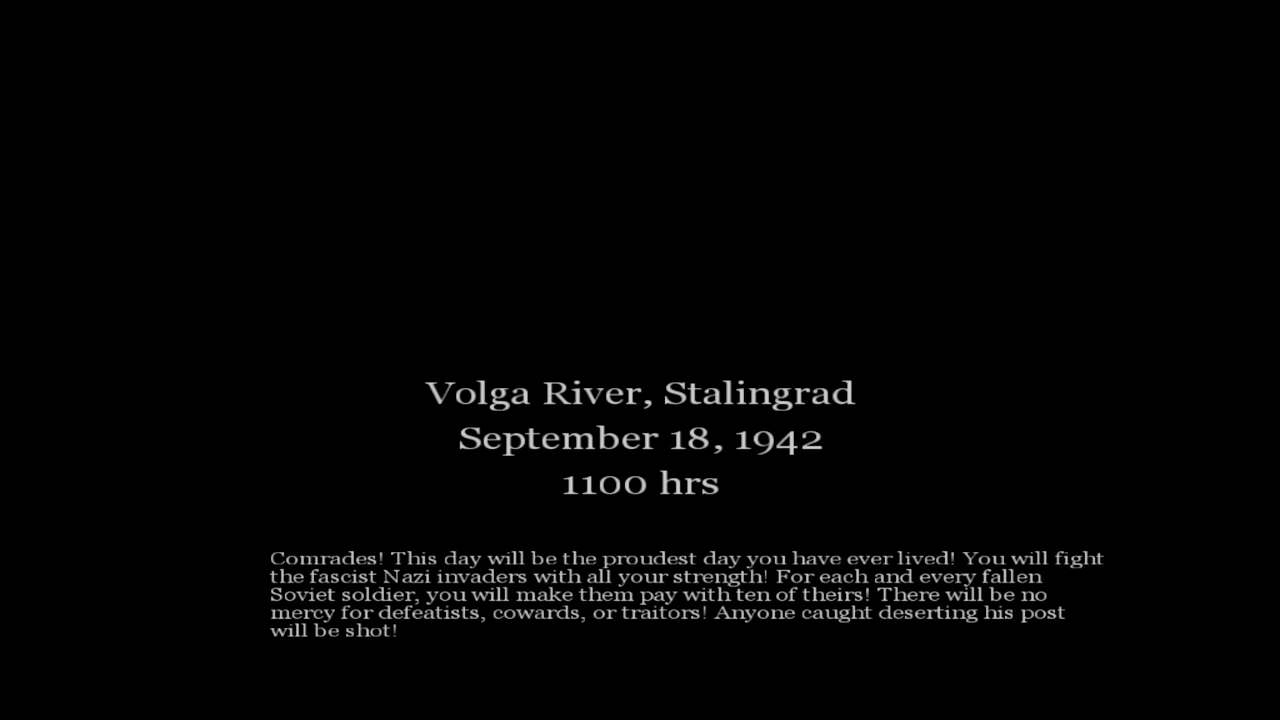 Volga River, Stalingrad
September 18, 1942
1100 hrs
Comrades! This day will be the proudest day you have ever lived! You will fight
the fascist Nazi invaders with all your strength! For each and every fallen
Soviet soldier, you will make them pay with ten of theirs! There will be no
mercy for defeatists, cowards, or traitors! Anyone caught deserting his post
will be shot!